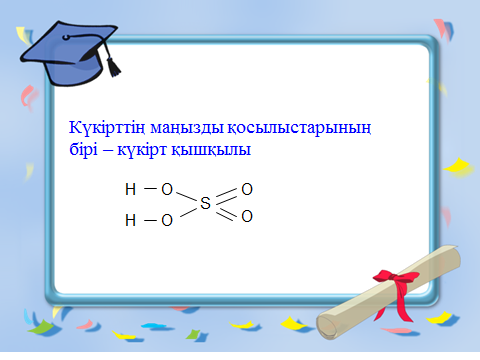 Күкірттің маңызды қосылыстарының
бірі – күкірт қышқылы
H – O O
S
H – O O